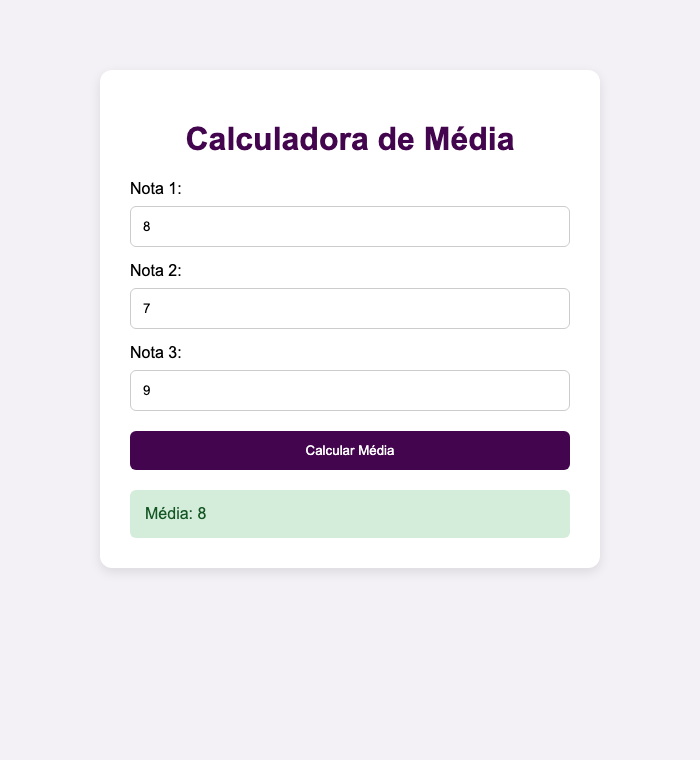 Calculadora de Média
Nota 1:
8
Nota 2:
7
Nota 3:
9
Calcular Média
Média: 8